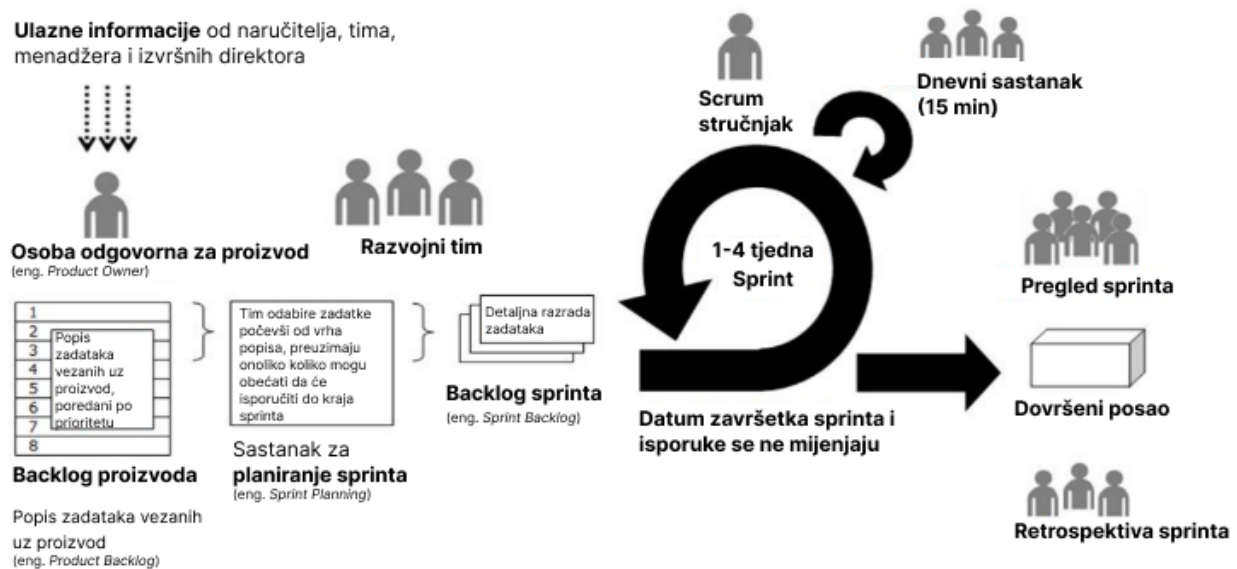 Ulazne informacije od naručitelja, tima,
menadžera i izvršnih direktora
Osoba odgovorna za proizvod
(eng. Product Owner)
Razvojni tim
Scrum
stručnjak
Dnevni sastanak
(15 min)
1
2
3
4
5
6
7
8
Popis
zadataka
vezanih uz
proizvod,
poredani po
prioritetu
Backlog proizvoda
Popis zadataka vezanih
uz proizvod
(eng. Product Backlog)
Tim odabire zadatke
počevši od vrha
popisa, preuzimaju
onoliko koliko mogu
obećati da će
isporučiti do kraja
sprinta
Sastanak za
planiranje sprinta
(eng. Sprint Planning)
Detaljna razrada
zadataka
Backlog sprinta
(eng. Sprint Backlog)
1-4 tjedna
Sprint
Datum završetka sprinta i
isporuke se ne mijenjaju
Pregled sprinta
Dovršeni posao
Retrospektiva sprinta